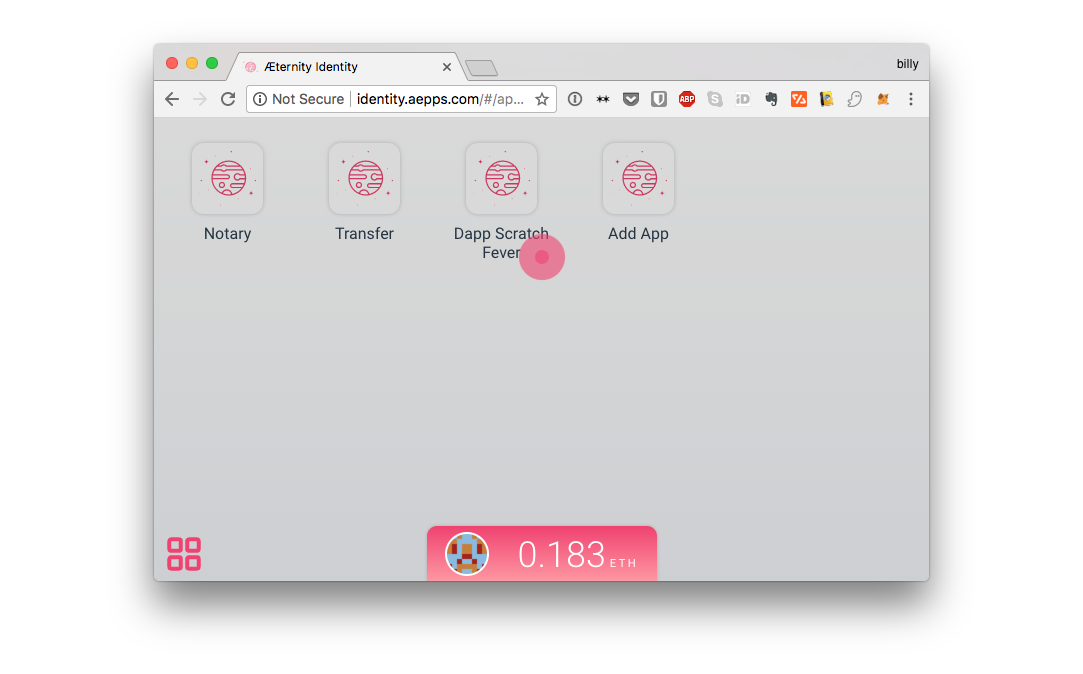 Æternity Identity
billy
Not Secure
identity.aepps.com/#/ap...
ABP
iD
Notary
Transfer
Dapp Scratch
Fever
Add App
0.183 ETH